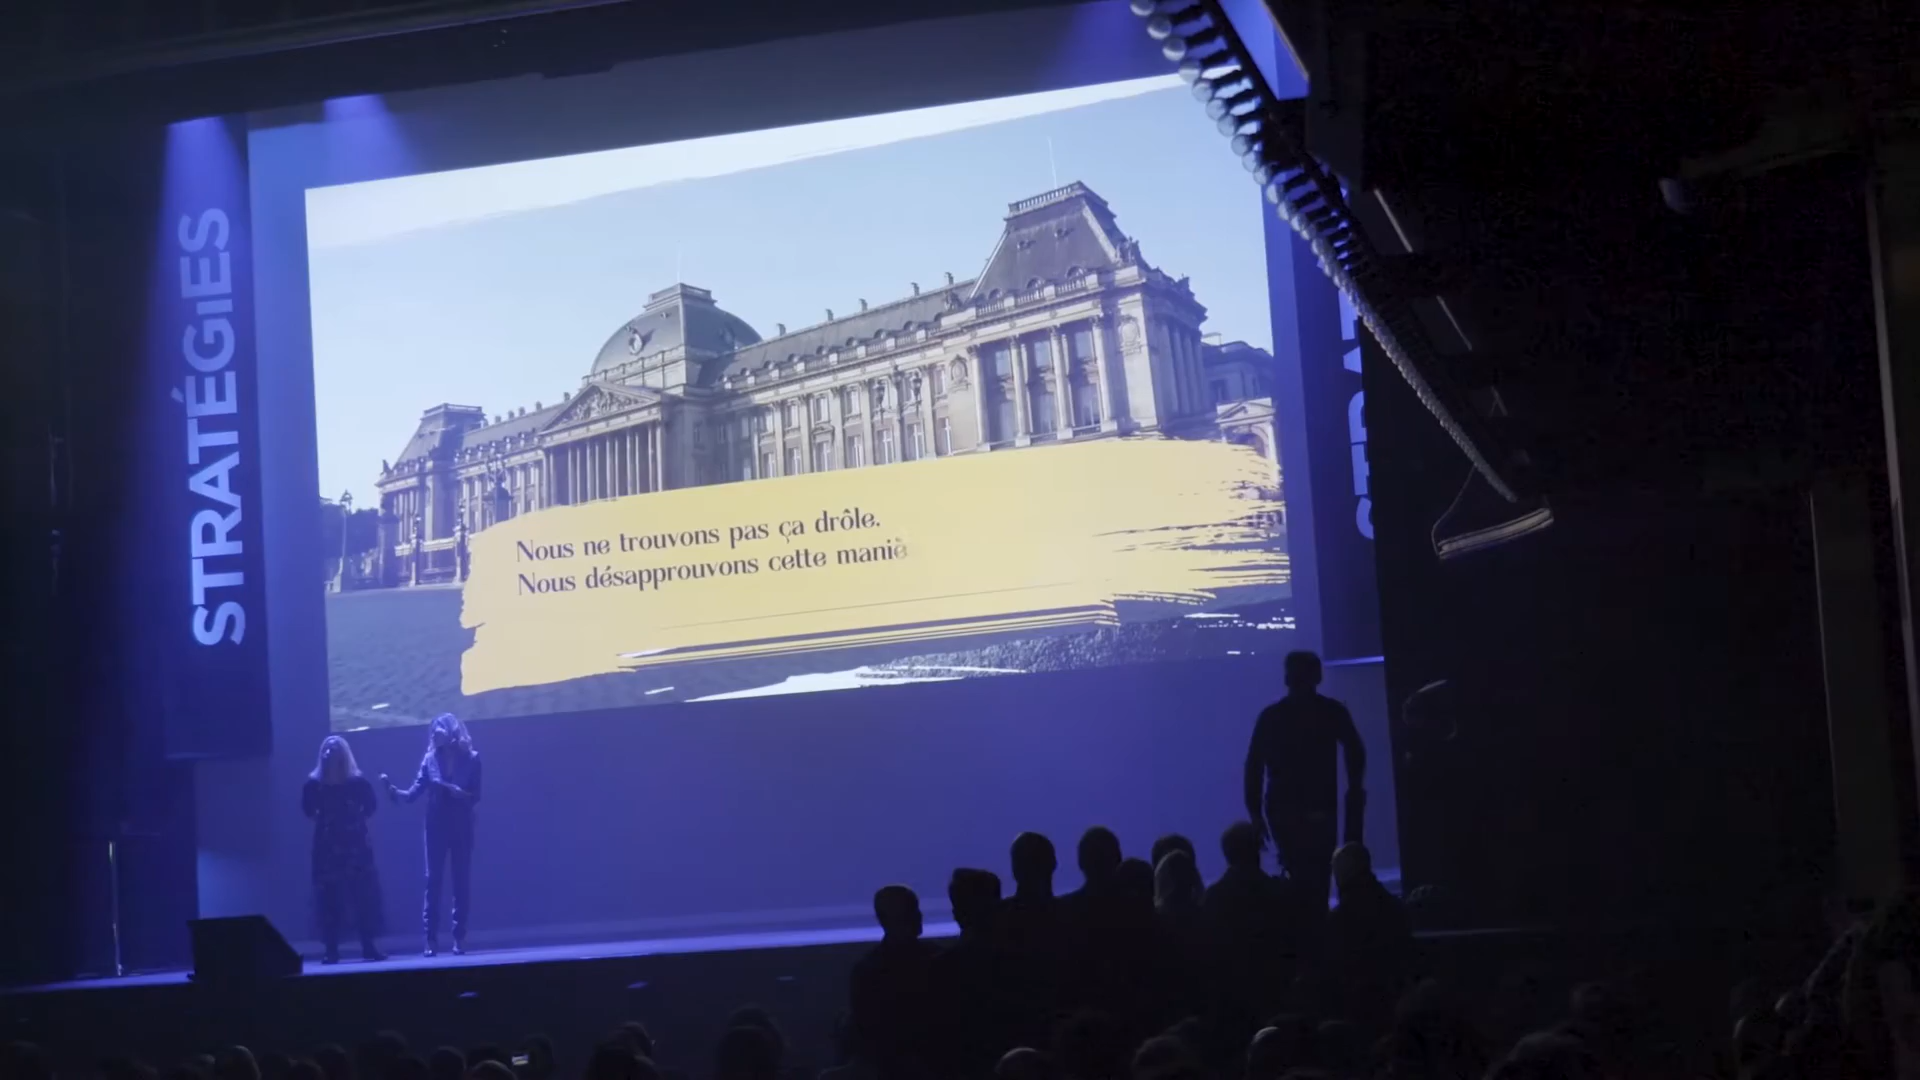 STRATÉGIES
Nous ne trouvons pas ça drôle.
Nous désapprouvons cette maniè